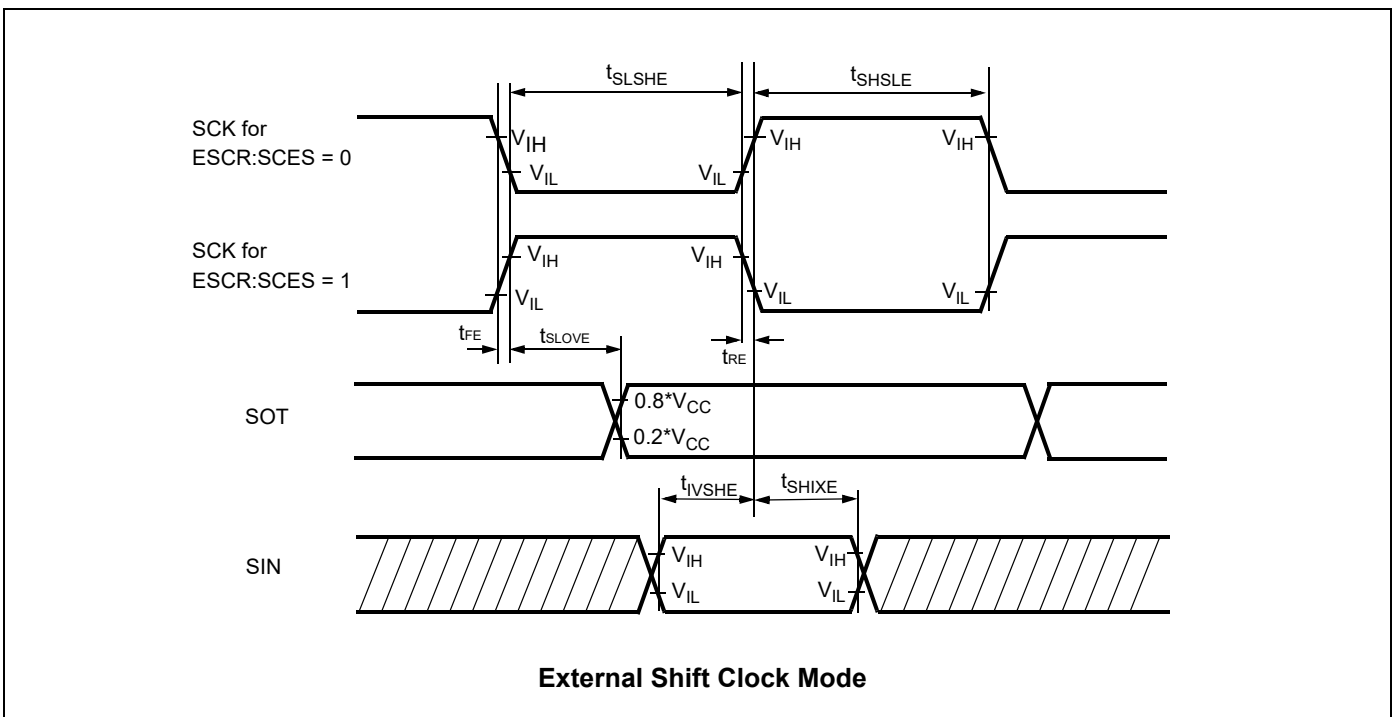 tSLSHE
tSHSLE
SCK for
ESCR:SCES = 0
VIH
VIL
VIL
VIH
VIH
SCK for
ESCR:SCES = 1
VIH
VIL
VIH
VIL
VIL
tFE
tSLOVE
tRE
SOT
0.8*VCC
0.2*VCC
tIVSHE
tSHIXE
SIN
VIH
VIL
VIH
VIL
External Shift Clock Mode